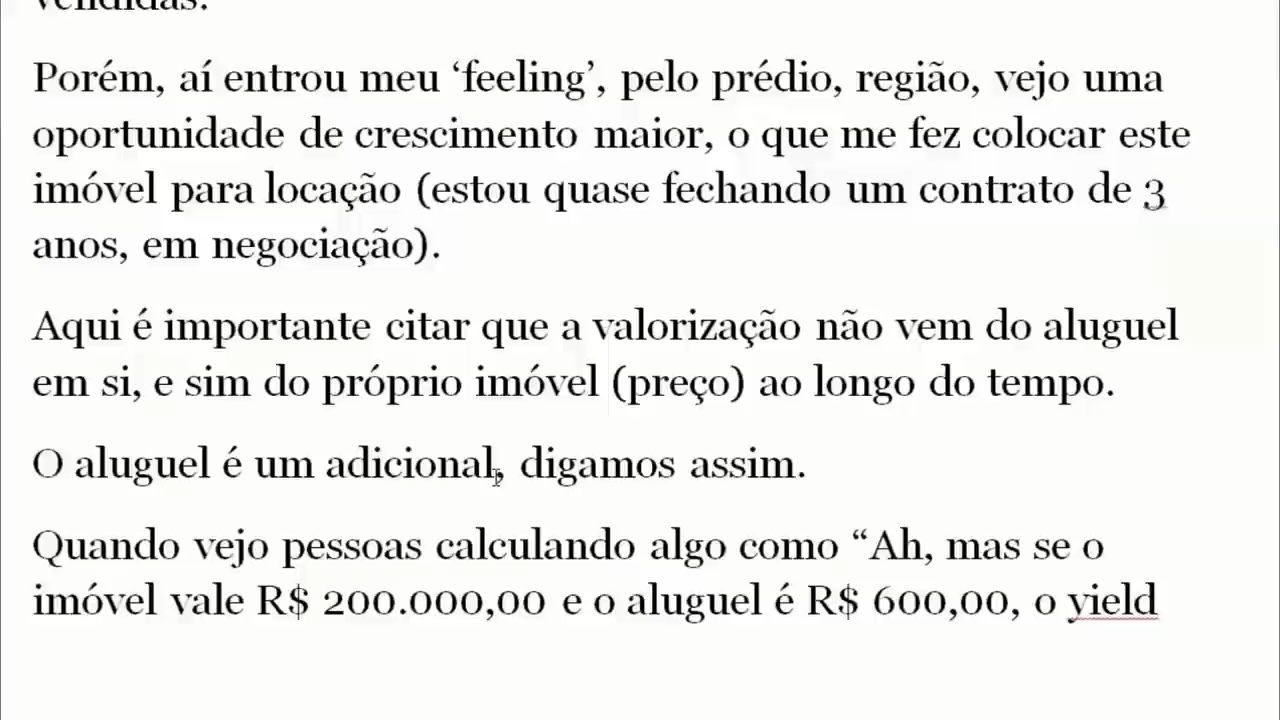 vendidas.
Porém, aí entrou meu ‘feeling’, pelo prédio, região, vejo uma
oportunidade de crescimento maior, o que me fez colocar este
imóvel para locação (estou quase fechando um contrato de 3
anos, em negociação).
Aqui é importante citar que a valorização não vem do aluguel
em si, e sim do próprio imóvel (preço) ao longo do tempo.
O aluguel é um adicional, digamos assim.
Quando vejo pessoas calculando algo como “Ah, mas se o
imóvel vale R$ 200.000,00 e o aluguel é R$ 600,00, o yield